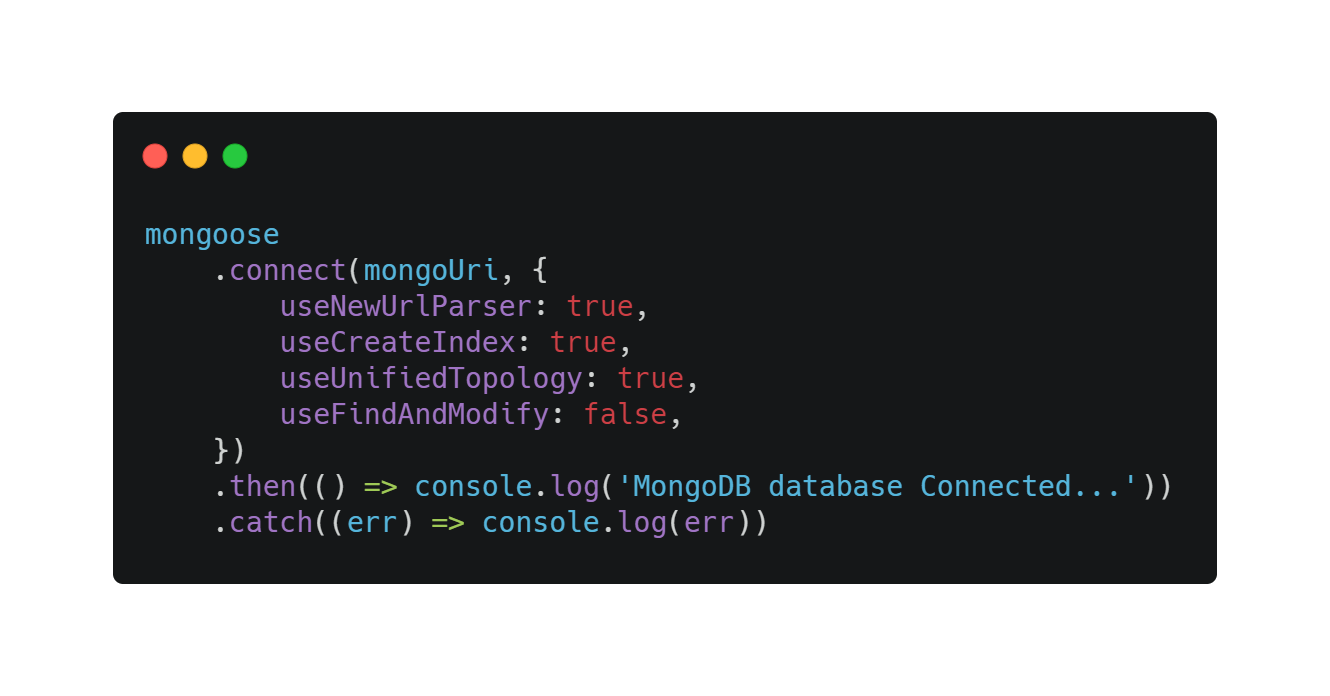 mongoose
    .connect(mongoUri, {
        useNewUrlParser: true,
        useCreateIndex: true,
        useUnifiedTopology: true,
        useFindAndModify: false,
    })
    .then(() => console.log('MongoDB database Connected...'))
    .catch((err) => console.log(err))